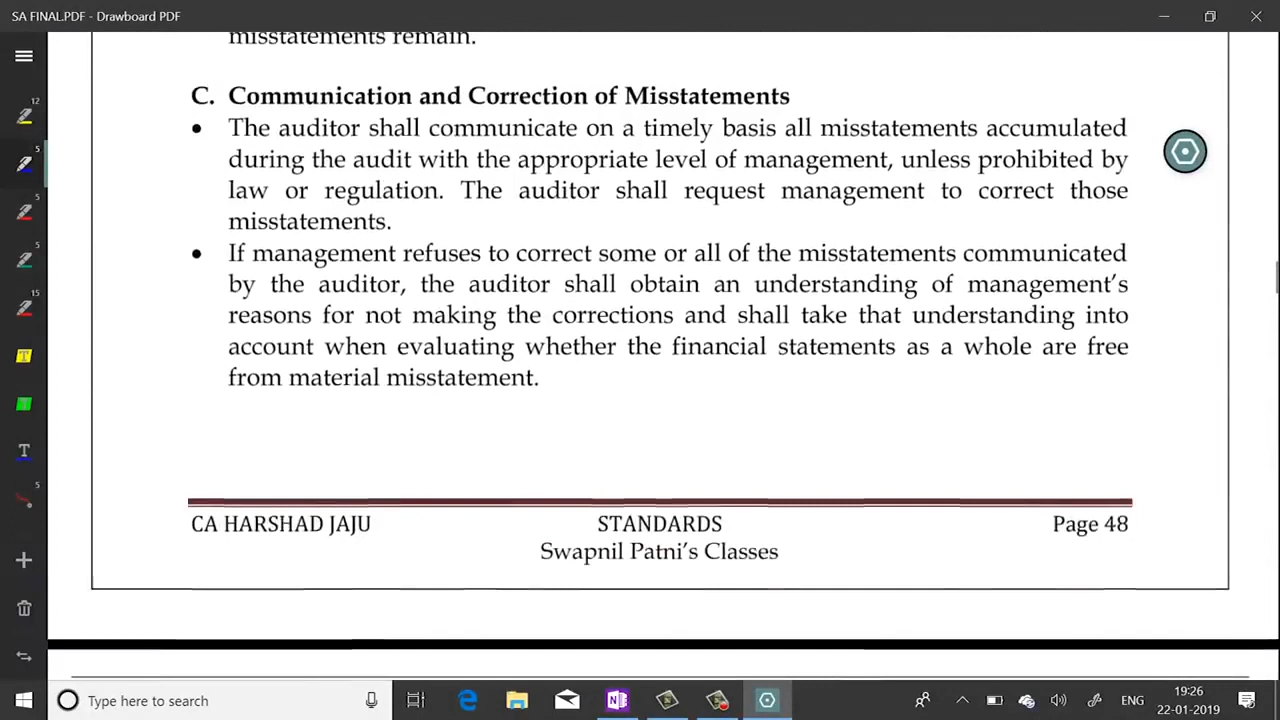 SA FINAL.PDF - Drawboard PDF
misstatements remain.
12
C. Communication and Correction of Misstatements
• The auditor shall communicate on a timely basis all misstatements accumulated
during the audit with the appropriate level of management, unless prohibited by
law or regulation. The auditor shall request management to correct those
misstatements.
• If management refuses to correct some or all of the misstatements communicated
by the auditor, the auditor shall obtain an understanding of management's
reasons for not making the corrections and shall take that understanding into
account when evaluating whether the financial statements as a whole are free
from material misstatement.
5
5
5
15
T
T
T
5
CA HARSHAD JAJU STANDARDS Page 48
Swapnil Patni's Classes
Type here to search
N
ENG
19:26
22-01-2019